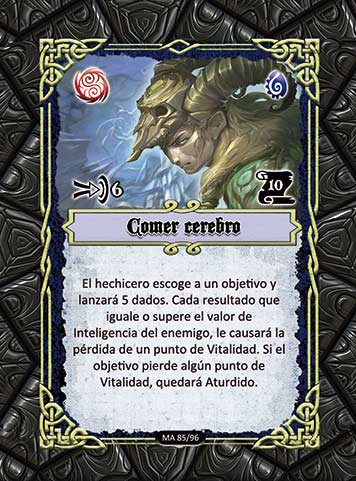 6
10
Comer cerebro
El hechicero escoge a un objetivo y
lanzará 5 dados. Cada resultado que
iguale o supere el valor de
Inteligencia del enemigo, le causará la
pérdida de un punto de Vitalidad. Si el
objetivo pierde algún punto de
Vitalidad, quedará Aturdido.
MA 85/96